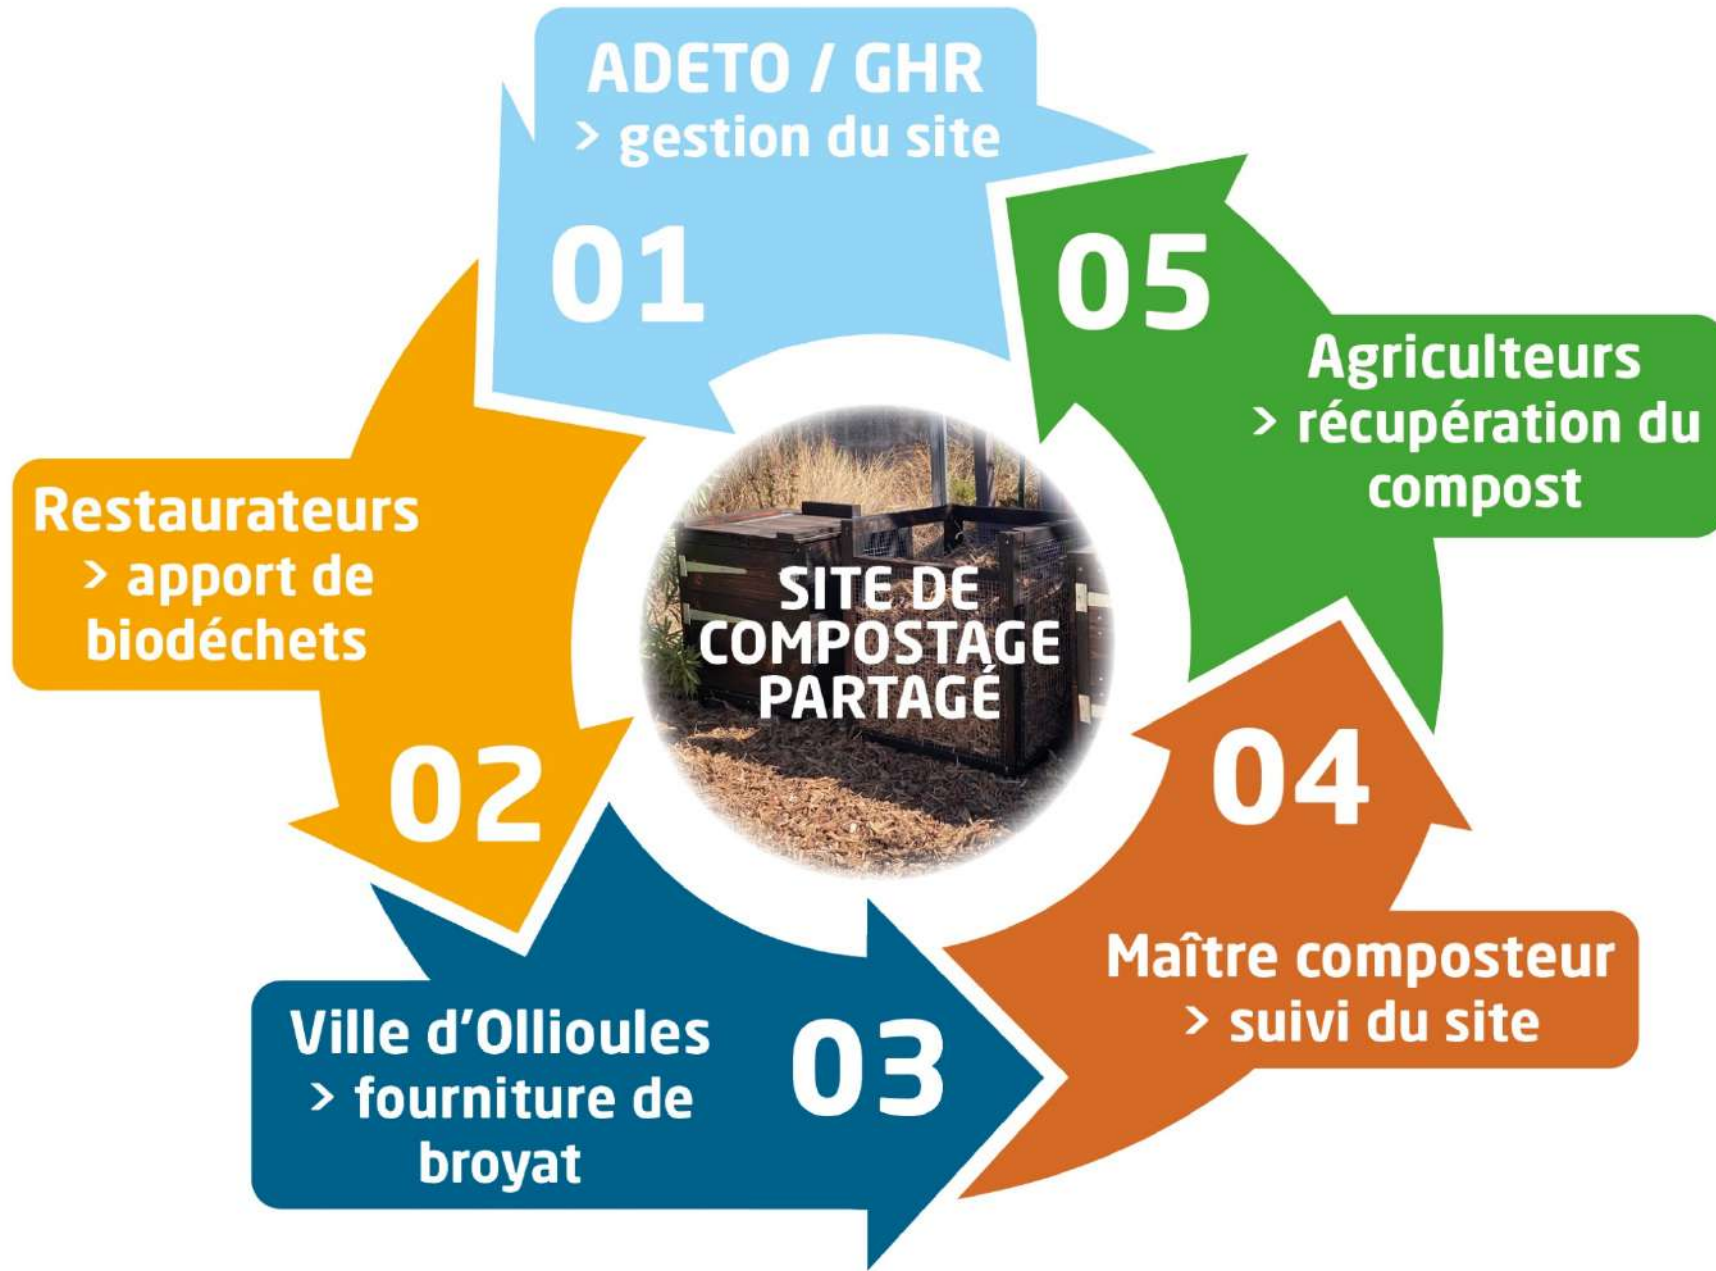 ADETO / GHR
> gestion du site
01
Restaurateurs
> apport de
biodéchets
02
Ville d'Ollioules
> fourniture de
broyat
03
Maître composteur
> suivi du site
04
Agriculteurs
> récupération du
compost
05
SITE DE
COMPOSTAGE
PARTAGÉ